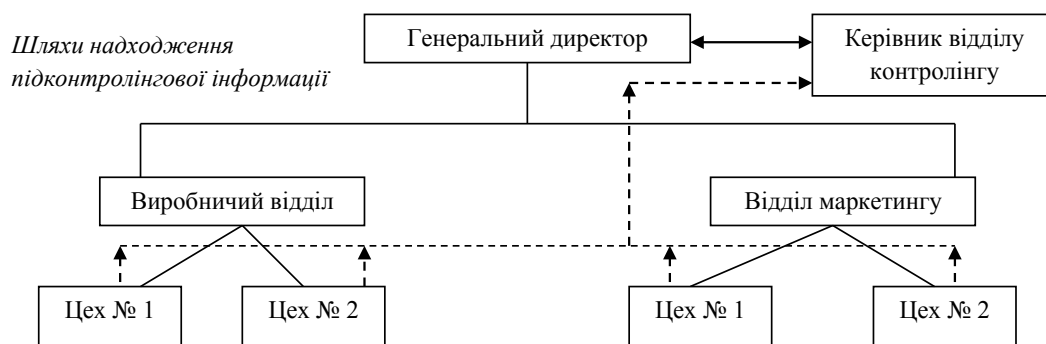 Шляхи надходження
підконтролінгової інформації
Генеральний директор
Керівник відділу
контролінгу
Виробничий відділ
Відділ маркетингу
Цех № 1
Цех № 2
Цех № 1
Цех № 2